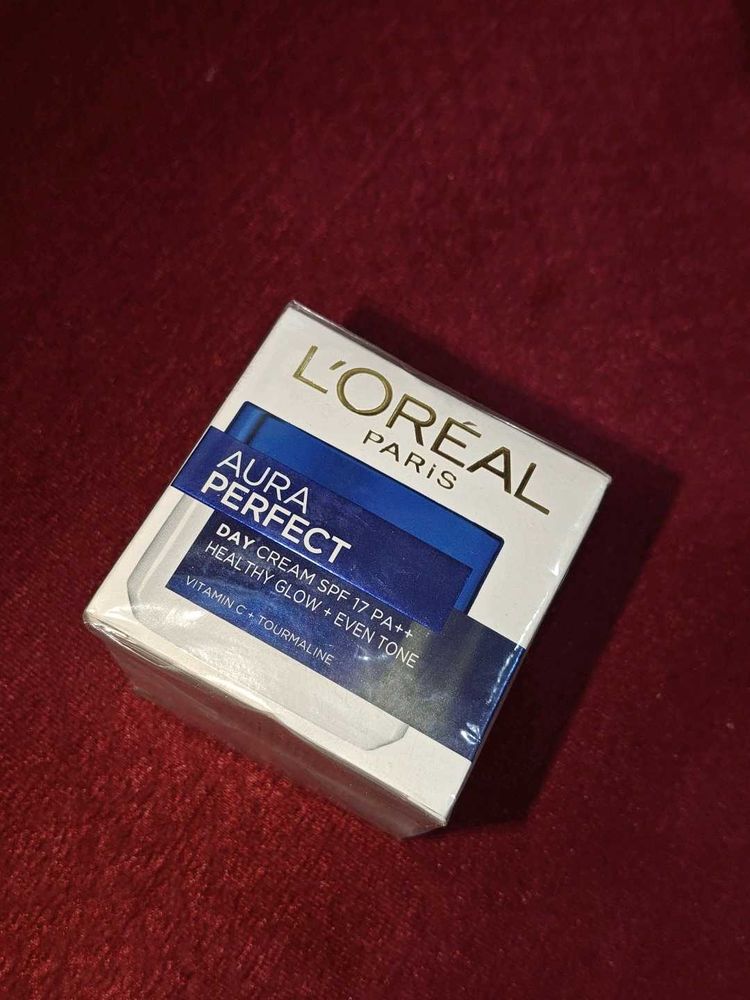 L'ORÉAL
PARiS
AURA
PERFECT
DAY CREAM SPF 17 PA++
HEALTHY GLOW + EVEN TONE
VITAMIN C + TOURMALINE